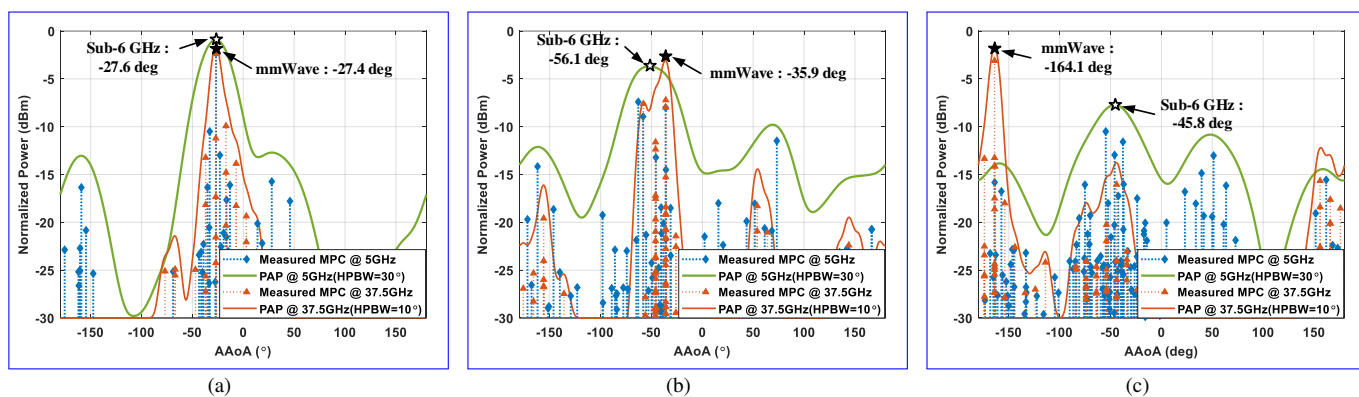 Sub-6 GHz :
-27.6 deg
mmWave : -27.4 deg
Normalized Power (dBm)
0
-5
-10
-15
-20
-25
-30
Measured MPC @ 5GHz
PAP @ 5GHz(HPBW=30°)
Measured MPC @ 37.5GHz
PAP @ 37.5GHz(HPBW=10°)
-150 -100 -50 0 50 100 150
AAoA (°)
(a)
Sub-6 GHz :
-56.1 deg
mmWave : -35.9 deg
Normalized Power (dBm)
0
-5
-10
-15
-20
-25
-30
Measured MPC @ 5GHz
PAP @ 5GHz(HPBW=30°)
Measured MPC @ 37.5GHz
PAP @ 37.5GHz(HPBW=10°)
-150 -100 -50 0 50 100 150
AAoA (°)
(b)
mmWave :
-164.1 deg
Sub-6 GHz :
-45.8 deg
Normalized Power (dBm)
0
-5
-10
-15
-20
-25
-30
Measured MPC @ 5GHz
PAP @ 5GHz(HPBW=30°)
Measured MPC @ 37.5GHz
PAP @ 37.5GHz(HPBW=10°)
-150 -100 -50 0 50 100 150
AAoA (deg)
(c)